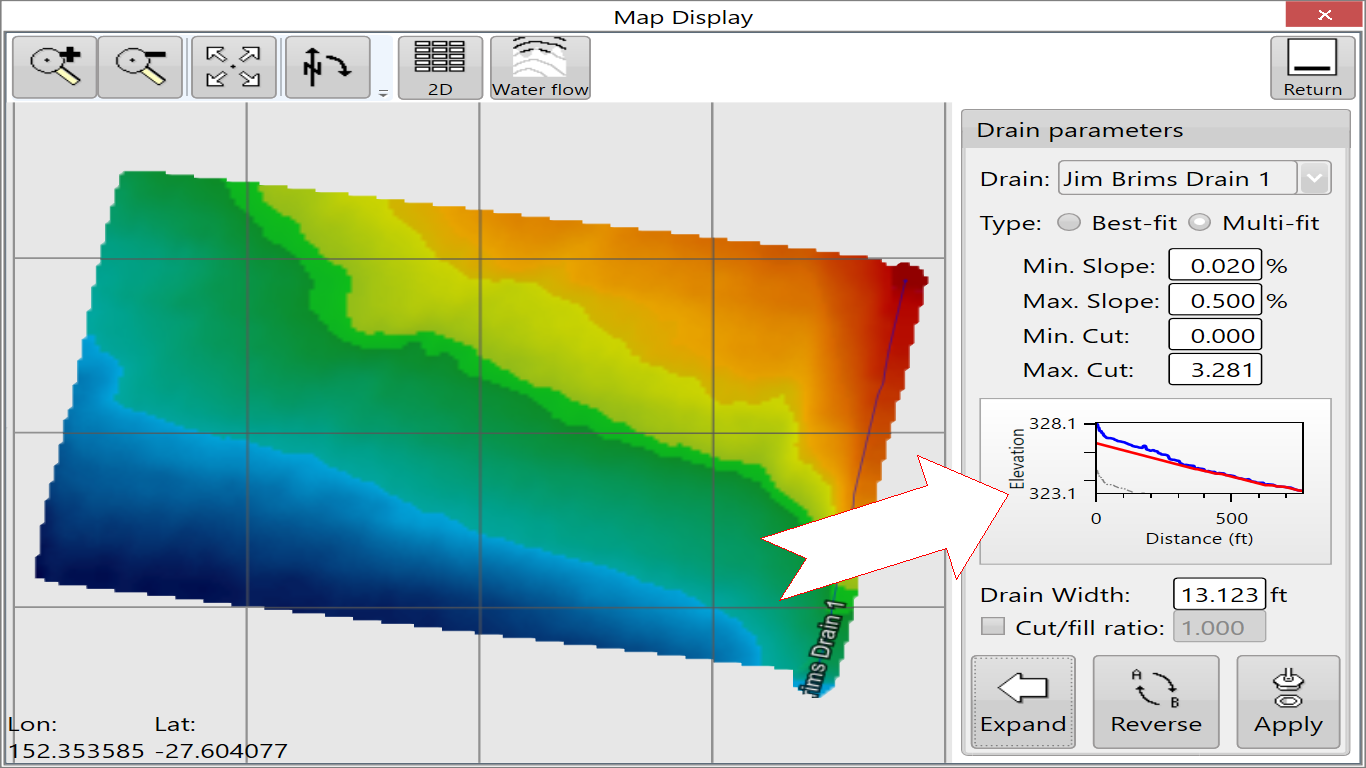 Map Display
2D
Water flow
Return
Drain parameters
Drain: Jim Brims Drain 1
Type: Best-fit Multi-fit
Min. Slope: 0.020 %
Max. Slope: 0.500 %
Min. Cut: 0.000
Max. Cut: 3.281
328.1
Elevation
323.1
0 500
Distance (ft)
Drain Width: 13.123 ft
Cut/fill ratio: 1.000
ims Drain 1
A
B
Expand Reverse Apply
Lon: Lat:
152.353585 -27.604077